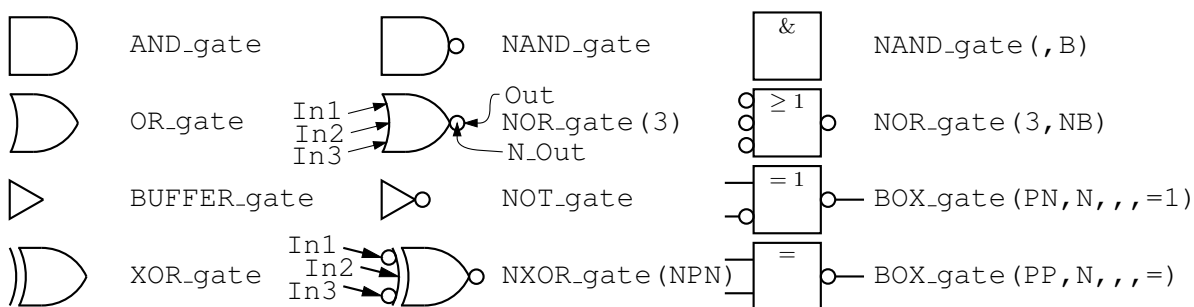 AND_gate
NAND_gate
&
NAND_gate(,B)
OR_gate
In1
In2
In3
Out
NOR_gate(3)
N_Out
≥ 1
NOR_gate(3,NB)
BUFFER_gate
NOT_gate
= 1
BOX_gate(PN,N,,,=1)
XOR_gate
In1
In2
In3
NXOR_gate(NPN)
=
BOX_gate(PP,N,,,=)